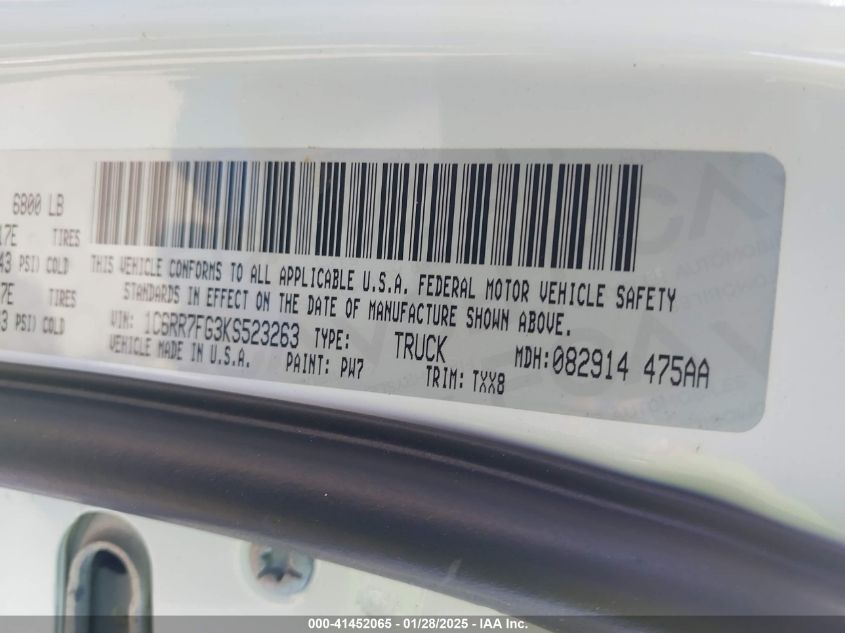 6800 LB
17E TIRES
43 PSI) COLD
7E TIRES
3 PSI) COLD
THIS VEHICLE CONFORMS TO ALL APPLICABLE U.S.A. FEDERAL MOTOR VEHICLE SAFETY
STANDARDS IN EFFECT ON THE DATE OF MANUFACTURE SHOWN ABOVE.
VIN: 1C6RR7FG3KS523263 TYPE: TRUCK MDH:082914 475AA
VEHICLE MADE IN U.S.A. PAINT: PW7 TRIM: TXX8
000-41452065 | 01/28/2025 | IAA Inc.